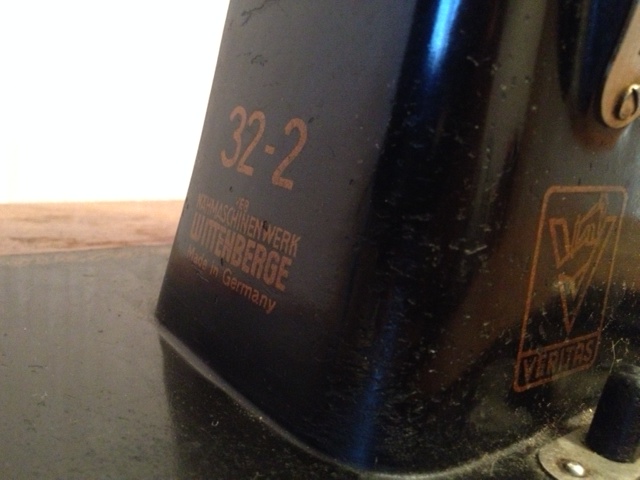 32-2
VEB
NÄHMASCHINENWERK
WITTENBERGE
Made in Germany
VERITAS